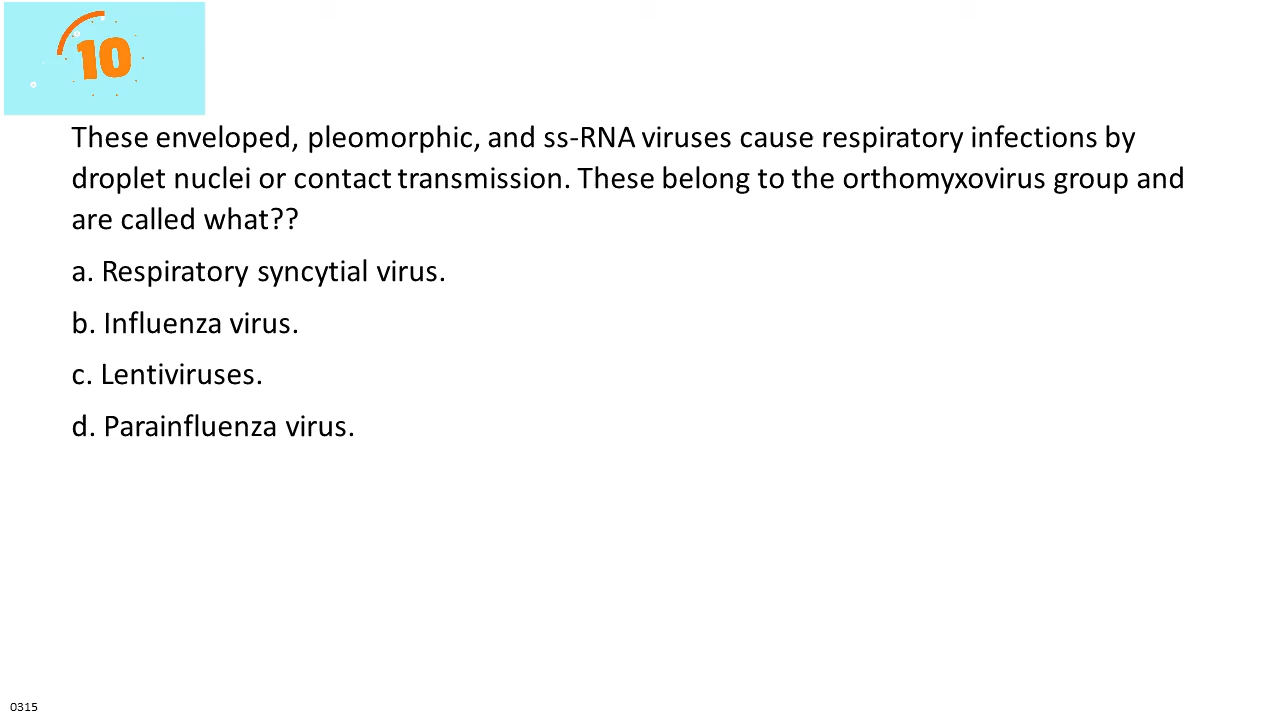 10
These enveloped, pleomorphic, and ss-RNA viruses cause respiratory infections by
droplet nuclei or contact transmission. These belong to the orthomyxovirus group and
are called what??
a. Respiratory syncytial virus.
b. Influenza virus.
c. Lentiviruses.
d. Parainfluenza virus.
0315